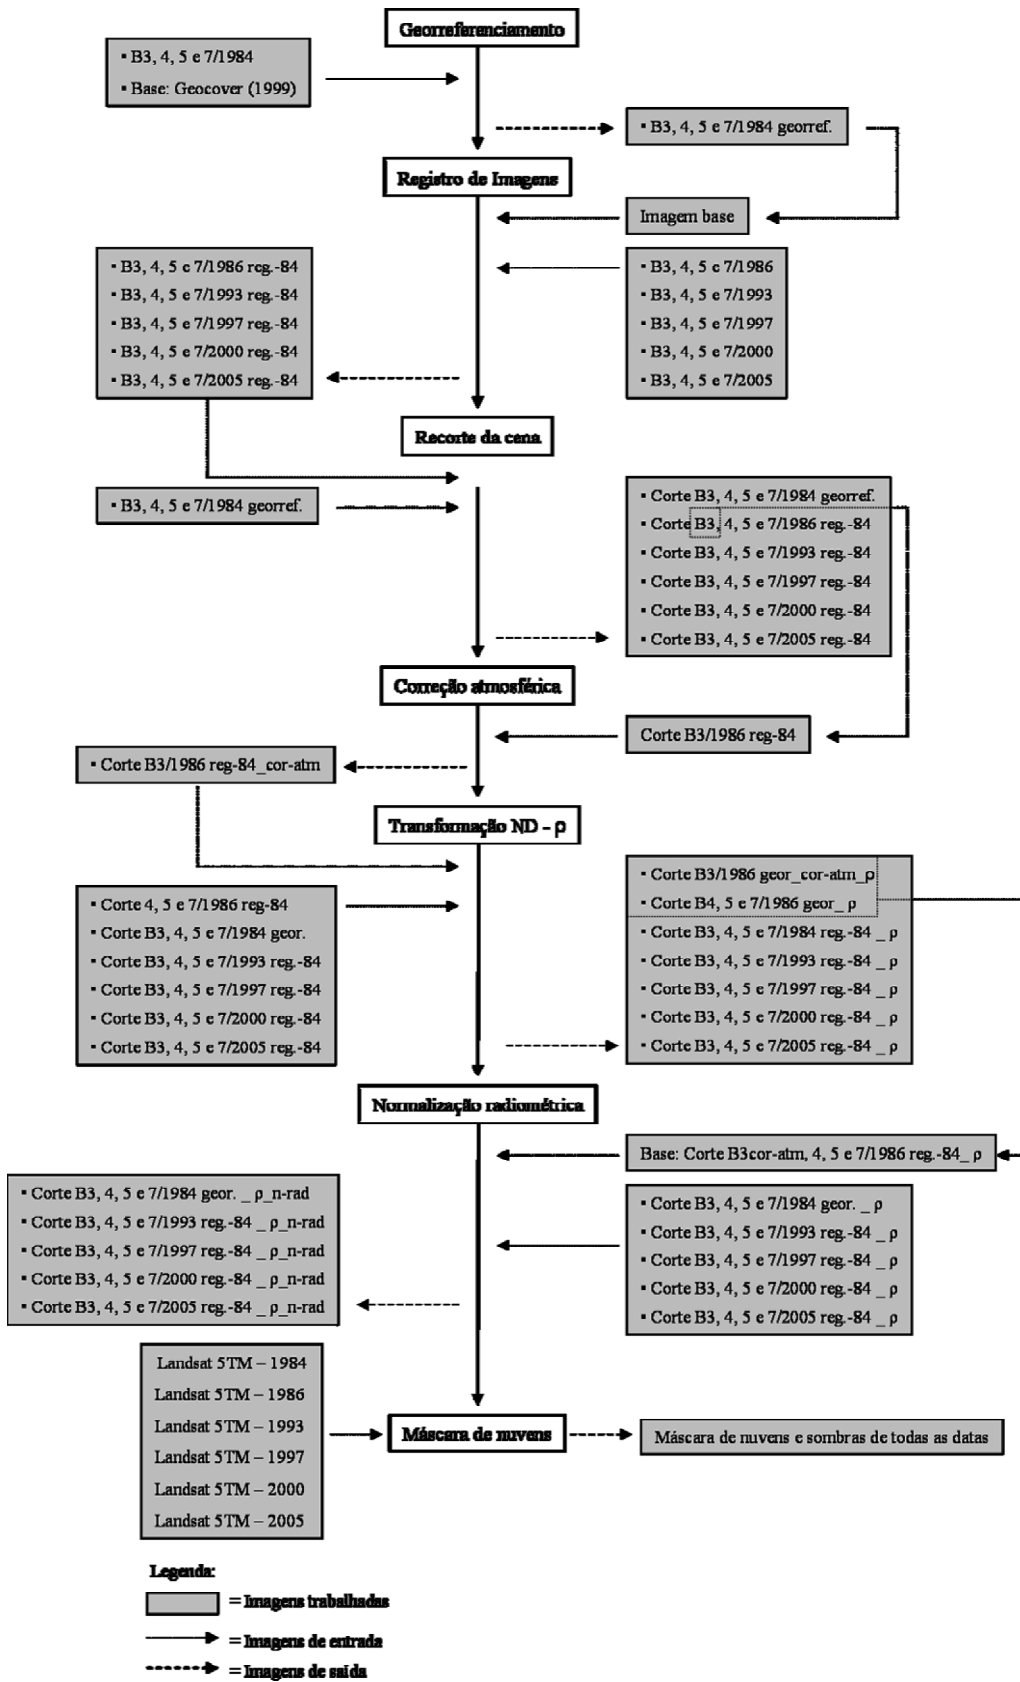 Georreferenciamento
▪ B3, 4, 5 e 7/1984
▪ Base: Geocover (1999)
▪ B3, 4, 5 e 7/1984 georref.
Registro de Imagens
Imagem base
▪ B3, 4, 5 e 7/1986 reg.-84
▪ B3, 4, 5 e 7/1993 reg.-84
▪ B3, 4, 5 e 7/1997 reg.-84
▪ B3, 4, 5 e 7/2000 reg.-84
▪ B3, 4, 5 e 7/2005 reg.-84
▪ B3, 4, 5 e 7/1986
▪ B3, 4, 5 e 7/1993
▪ B3, 4, 5 e 7/1997
▪ B3, 4, 5 e 7/2000
▪ B3, 4, 5 e 7/2005
Recorte da cena
▪ B3, 4, 5 e 7/1984 georref.
▪ Corte B3, 4, 5 e 7/1984 georref.
▪ Corte B3, 4, 5 e 7/1986 reg.-84
▪ Corte B3, 4, 5 e 7/1993 reg.-84
▪ Corte B3, 4, 5 e 7/1997 reg.-84
▪ Corte B3, 4, 5 e 7/2000 reg.-84
▪ Corte B3, 4, 5 e 7/2005 reg.-84
Correção atmosférica
Corte B3/1986 reg-84
▪ Corte B3/1986 reg-84_cor-atm
Transformação ND - ρ
▪ Corte 4, 5 e 7/1986 reg-84
▪ Corte B3, 4, 5 e 7/1984 geor.
▪ Corte B3, 4, 5 e 7/1993 reg.-84
▪ Corte B3, 4, 5 e 7/1997 reg.-84
▪ Corte B3, 4, 5 e 7/2000 reg.-84
▪ Corte B3, 4, 5 e 7/2005 reg.-84
▪ Corte B3/1986 geor_cor-atm_ρ
▪ Corte B4, 5 e 7/1986 geor_ ρ
▪ Corte B3, 4, 5 e 7/1984 reg.-84 _ ρ
▪ Corte B3, 4, 5 e 7/1993 reg.-84 _ ρ
▪ Corte B3, 4, 5 e 7/1997 reg.-84 _ ρ
▪ Corte B3, 4, 5 e 7/2000 reg.-84 _ ρ
▪ Corte B3, 4, 5 e 7/2005 reg.-84 _ ρ
Normalização radiométrica
Base: Corte B3cor-atm, 4, 5 e 7/1986 reg.-84_ ρ
▪ Corte B3, 4, 5 e 7/1984 geor. _ ρ_n-rad
▪ Corte B3, 4, 5 e 7/1993 reg.-84 _ ρ_n-rad
▪ Corte B3, 4, 5 e 7/1997 reg.-84 _ ρ_n-rad
▪ Corte B3, 4, 5 e 7/2000 reg.-84 _ ρ_n-rad
▪ Corte B3, 4, 5 e 7/2005 reg.-84 _ ρ_n-rad
▪ Corte B3, 4, 5 e 7/1984 geor. _ ρ
▪ Corte B3, 4, 5 e 7/1993 reg.-84 _ ρ
▪ Corte B3, 4, 5 e 7/1997 reg.-84 _ ρ
▪ Corte B3, 4, 5 e 7/2000 reg.-84 _ ρ
▪ Corte B3, 4, 5 e 7/2005 reg.-84 _ ρ
Landsat 5TM – 1984
Landsat 5TM – 1986
Landsat 5TM – 1993
Landsat 5TM – 1997
Landsat 5TM – 2000
Landsat 5TM – 2005
Máscara de nuvens
Máscara de nuvens e sombras de todas as datas
Legenda:
= Imagens trabalhadas
= Imagens de entrada
= Imagens de saída